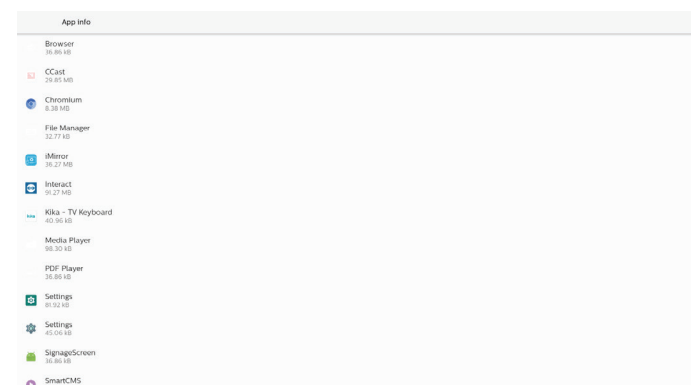 App info
Browser
36.86 kB
CCast
29.85 MB
Chromium
8.38 MB
File Manager
32.77 kB
iMirror
36.27 MB
Interact
91.27 MB
Kika - TV Keyboard
40.96 kB
Media Player
98.30 kB
PDF Player
36.86 kB
Settings
81.92 kB
Settings
45.06 kB
SignageScreen
36.86 kB
SmartCMS